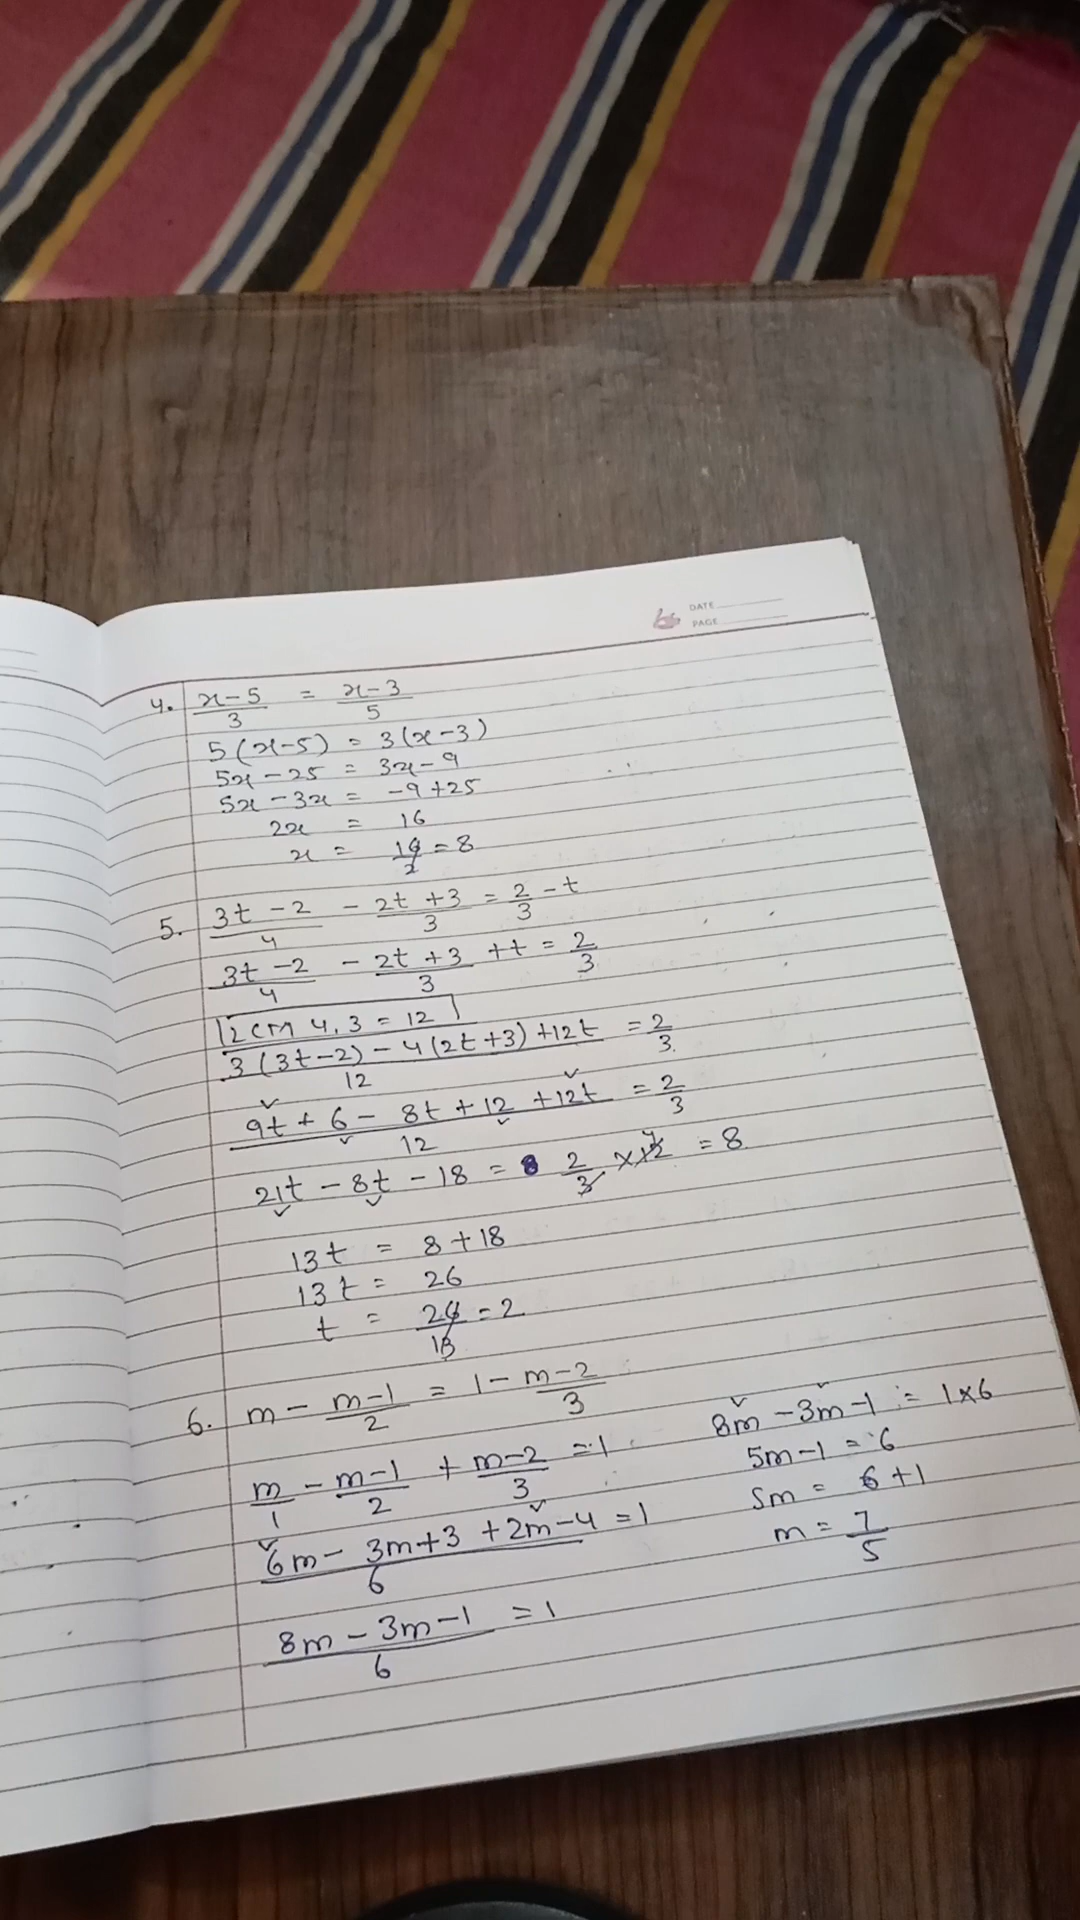 DATE
PAGE
4. x-5/3 = x-3/5
5(x-5) = 3(x-3)
5x-25 = 3x-9
5x-3x = -9+25
2x = 16
x = 16/2 = 8
5. 3t-2/4 - 2t+3/3 = 2/3 - t
3t-2/4 - 2t+3/3 + t = 2/3
LCM 4,3 = 12
3(3t-2)-4(2t+3)+12t/12 = 2/3
9t+6-8t+12+12t/12 = 2/3
21t-8t-18 = 2/3 ×12 = 8
13t = 8+18
13t = 26
t = 26/13 = 2
6. m - m-1/2 = 1 - m-2/3
m/1 - m-1/2 + m-2/3 = 1
6m-3m+3+2m-4/6 = 1
8m-3m-1/6 = 1
8m-3m-1 = 1×6
5m-1 = 6
5m = 6+1
m = 7/5